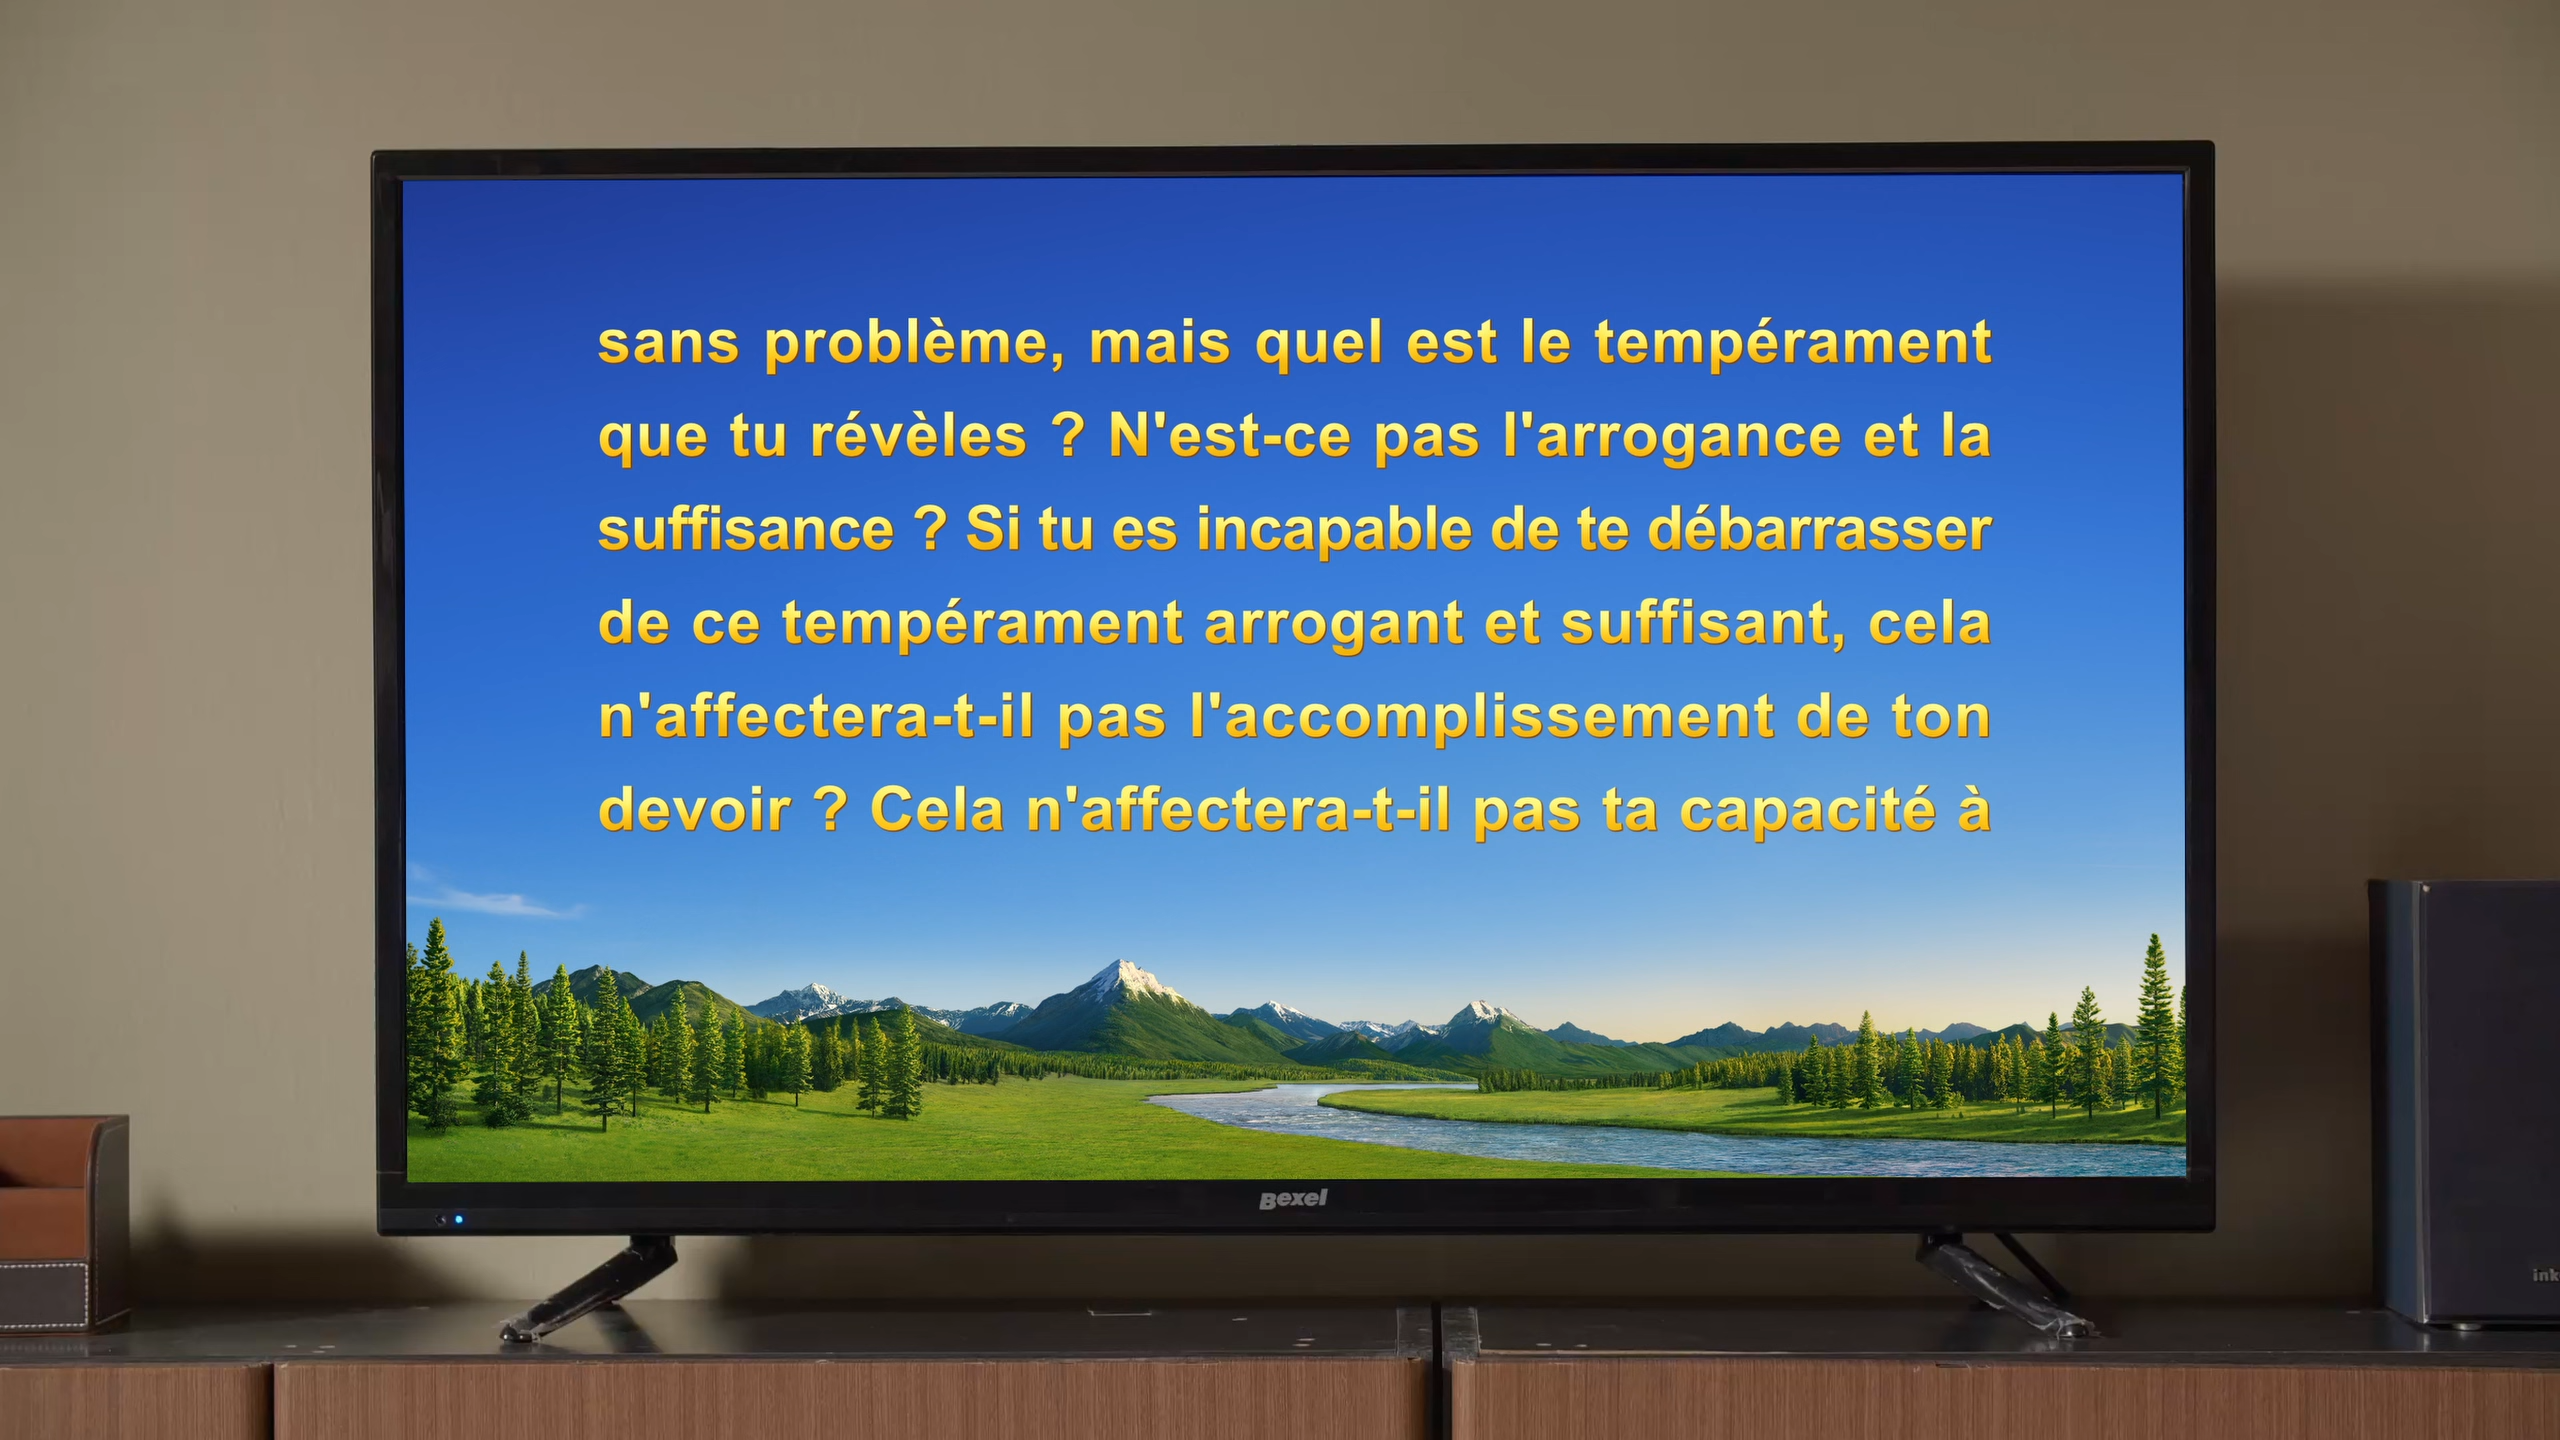 sans problème, mais quel est le tempérament
que tu révèles ? N'est-ce pas l'arrogance et la
suffisance ? Si tu es incapable de te débarrasser
de ce tempérament arrogant et suffisant, cela
n'affectera-t-il pas l'accomplissement de ton
devoir ? Cela n'affectera-t-il pas ta capacité à
Bexel